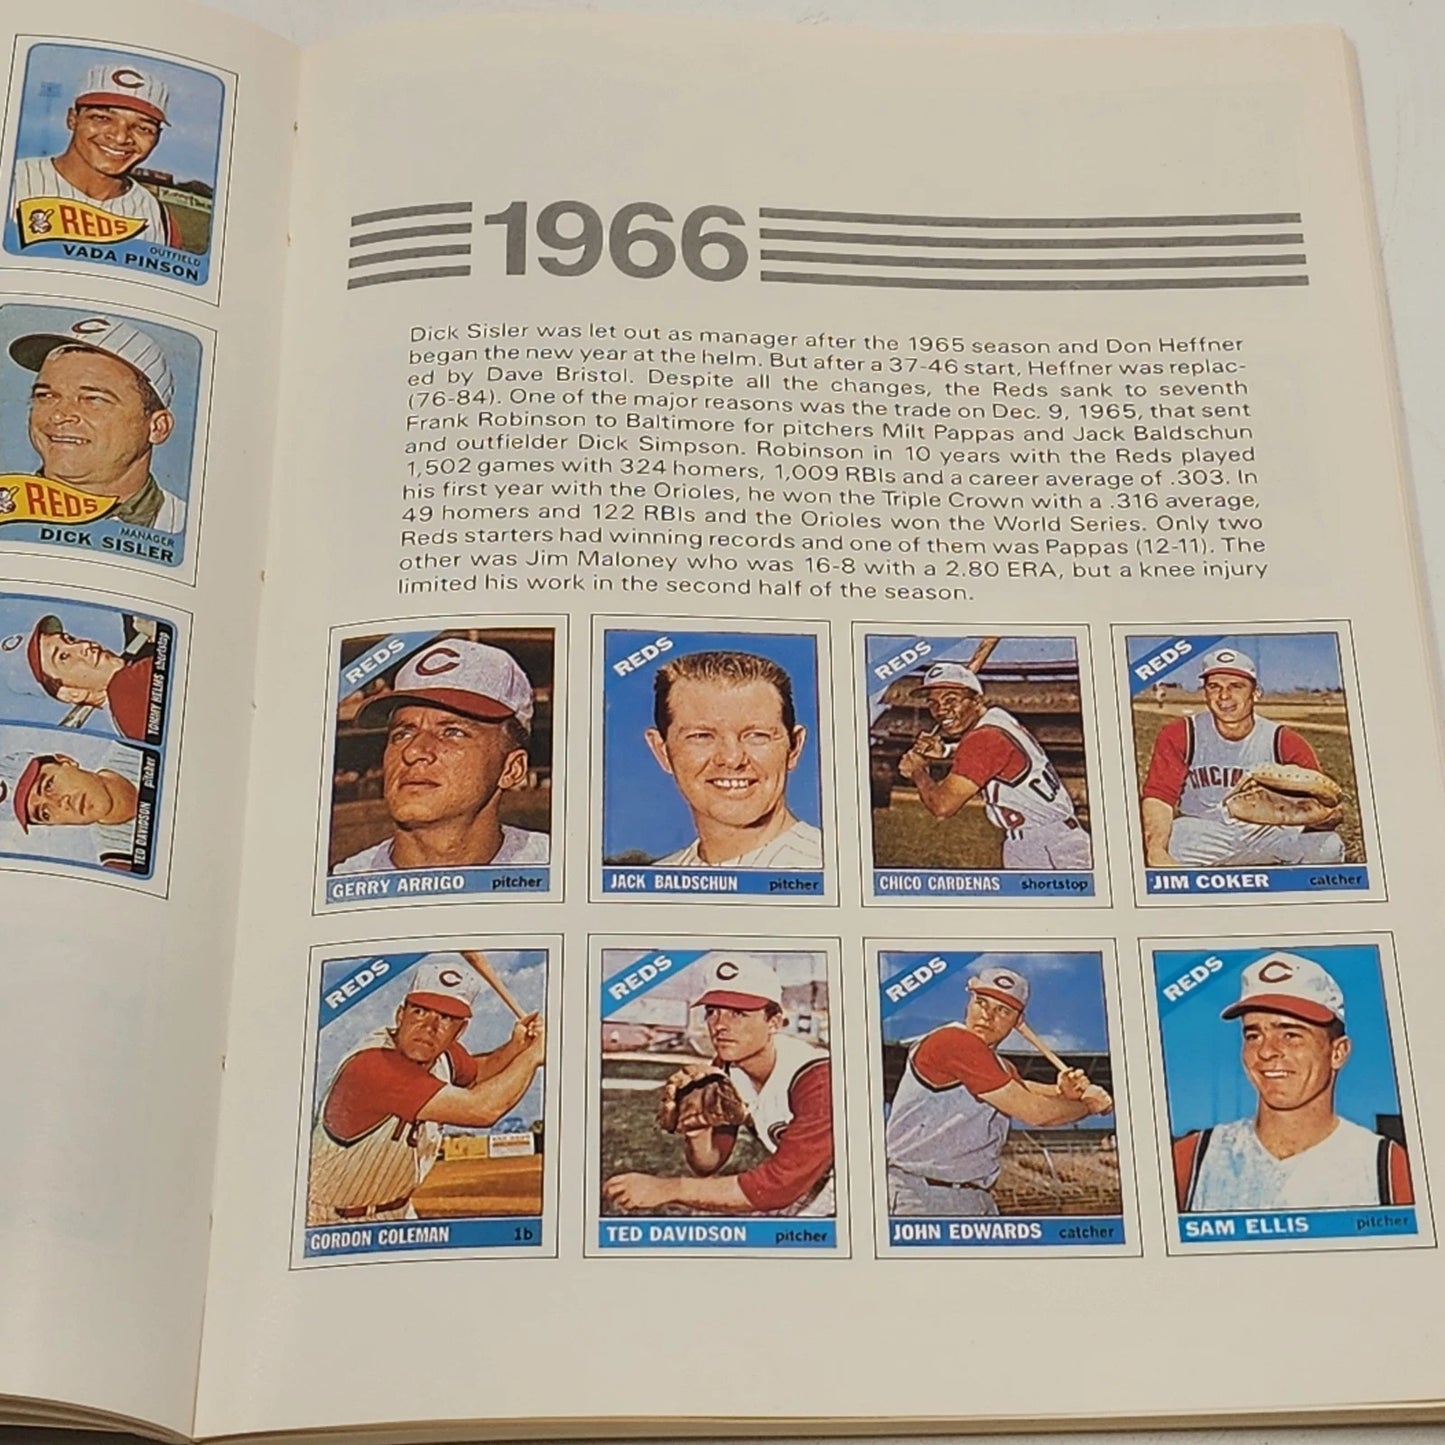 C
REDS
OUTFIELD
VADA PINSON
C
REDS
MANAGER
DICK SISLER
C
TOMMY HELMS shortstop
TED DAVIDSON pitcher
1966
Dick Sisler was let out as manager after the 1965 season and Don Heffner
began the new year at the helm. But after a 37-46 start, Heffner was replac-
ed by Dave Bristol. Despite all the changes, the Reds sank to seventh
(76-84). One of the major reasons was the trade on Dec. 9, 1965, that sent
Frank Robinson to Baltimore for pitchers Milt Pappas and Jack Baldschun
and outfielder Dick Simpson. Robinson in 10 years with the Reds played
1,502 games with 324 homers, 1,009 RBIs and a career average of .303. In
his first year with the Orioles, he won the Triple Crown with a .316 average,
49 homers and 122 RBIs and the Orioles won the World Series. Only two
Reds starters had winning records and one of them was Pappas (12-11). The
other was Jim Maloney who was 16-8 with a 2.80 ERA, but a knee injury
limited his work in the second half of the season.
REDS
C
GERRY ARRIGO pitcher
REDS
JACK BALDSCHUN pitcher
REDS
C
CHICO CARDENAS shortstop
REDS
C
JIM COKER catcher
REDS
C
GORDON COLEMAN 1b
REDS
C
TED DAVIDSON pitcher
REDS
C
JOHN EDWARDS catcher
REDS
C
SAM ELLIS pitcher